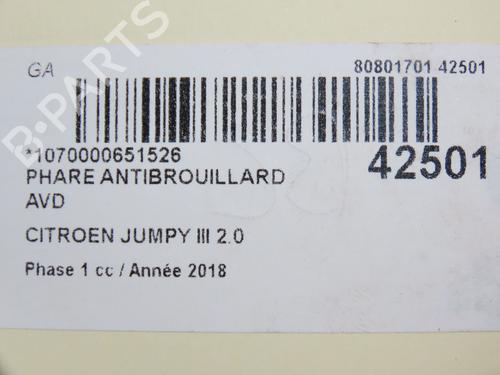 GA
80801701 42501
*1070000651526
42501
PHARE ANTIBROUILLARD
AVD
CITROEN JUMPY III 2.0
Phase 1 cc / Année 2018
B-PARTS